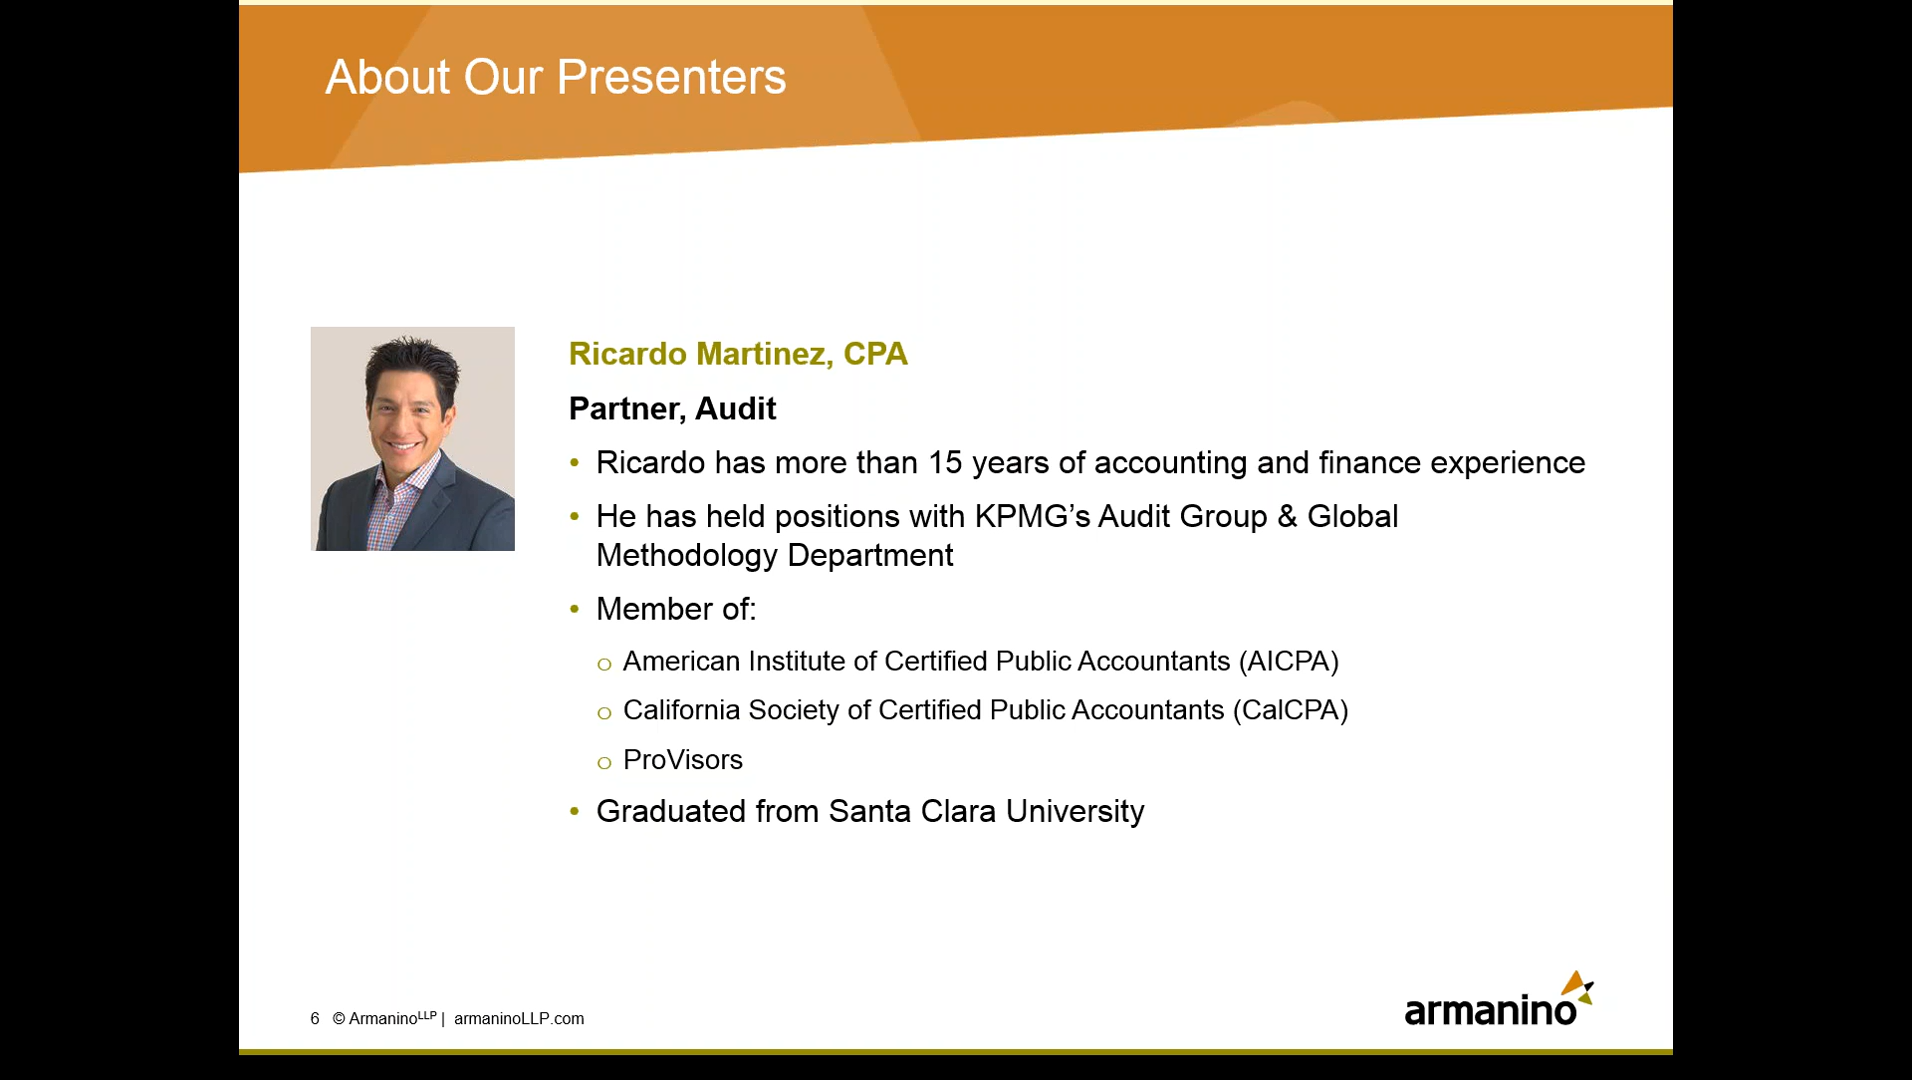 About Our Presenters
Ricardo Martinez, CPA
Partner, Audit
• Ricardo has more than 15 years of accounting and finance experience
• He has held positions with KPMG’s Audit Group & Global
Methodology Department
• Member of:
o American Institute of Certified Public Accountants (AICPA)
o California Society of Certified Public Accountants (CalCPA)
o ProVisors
• Graduated from Santa Clara University
6 © ArmaninoLLP | armaninoLLP.com
armanino